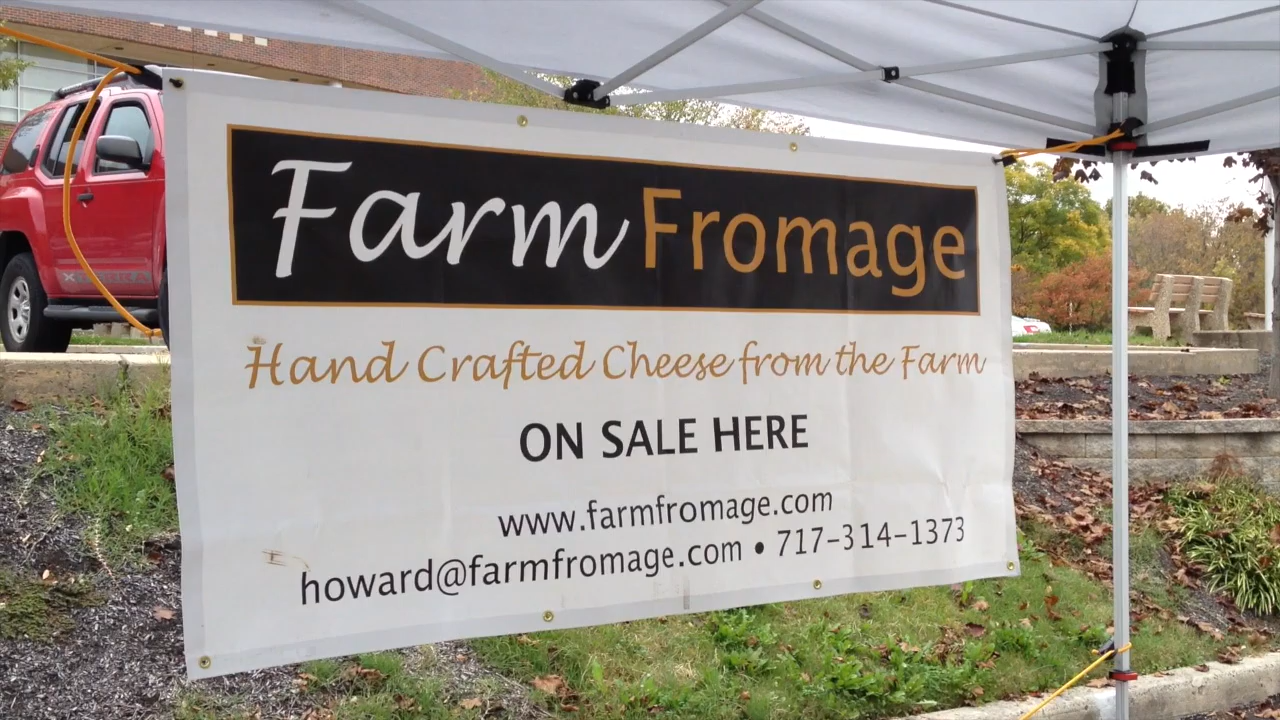 Farm Fromage
Hand Crafted Cheese from the Farm
ON SALE HERE
www.farmfromage.com
howard@farmfromage.com • 717-314-1373